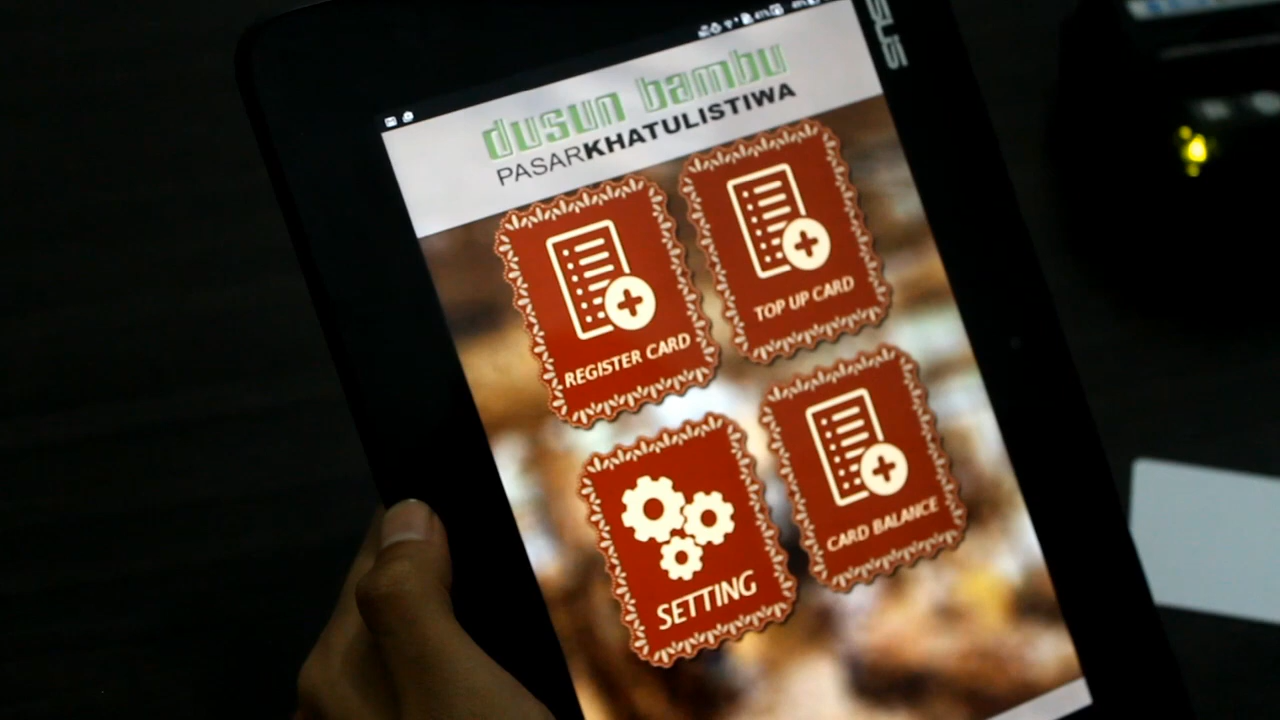 dusun bambu
PASARKHATULISTIWA
REGISTER CARD
TOP UP CARD
SETTING
CARD BALANCE